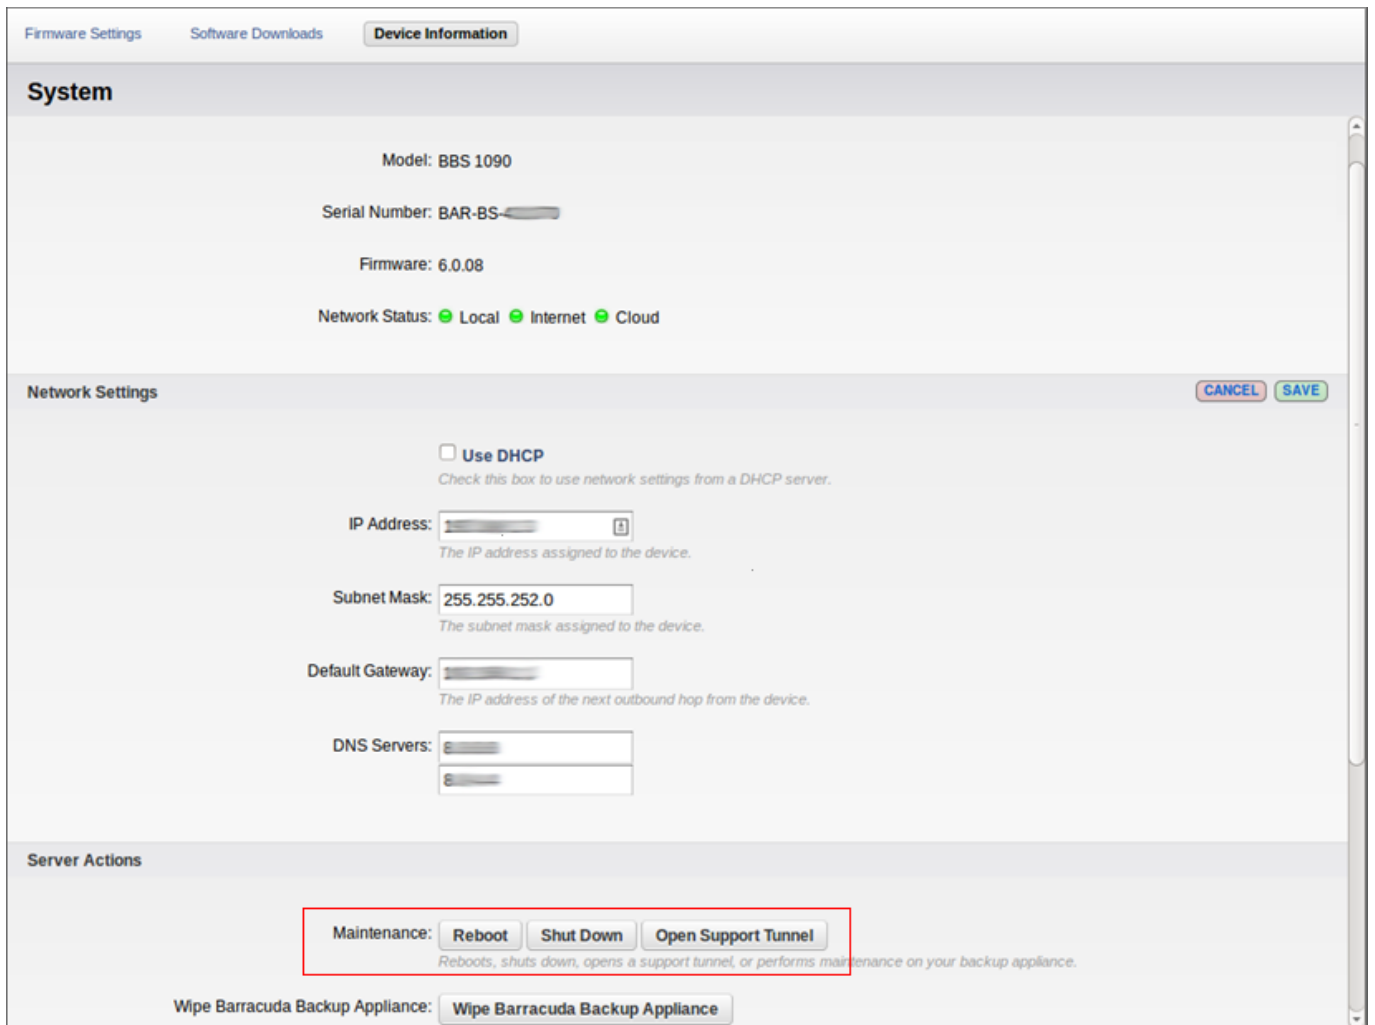 Firmware Settings Software Downloads Device Information
System
Model: BBS 1090
Serial Number: BAR-BS-
Firmware: 6.0.08
Network Status: Local Internet Cloud
Network Settings CANCEL SAVE
Use DHCP
Check this box to use network settings from a DHCP server.
IP Address:
The IP address assigned to the device.
Subnet Mask: 255.255.252.0
The subnet mask assigned to the device.
Default Gateway:
The IP address of the next outbound hop from the device.
DNS Servers:
Server Actions
Maintenance: Reboot Shut Down Open Support Tunnel
Reboots, shuts down, opens a support tunnel, or performs maintenance on your backup appliance.
Wipe Barracuda Backup Appliance: Wipe Barracuda Backup Appliance